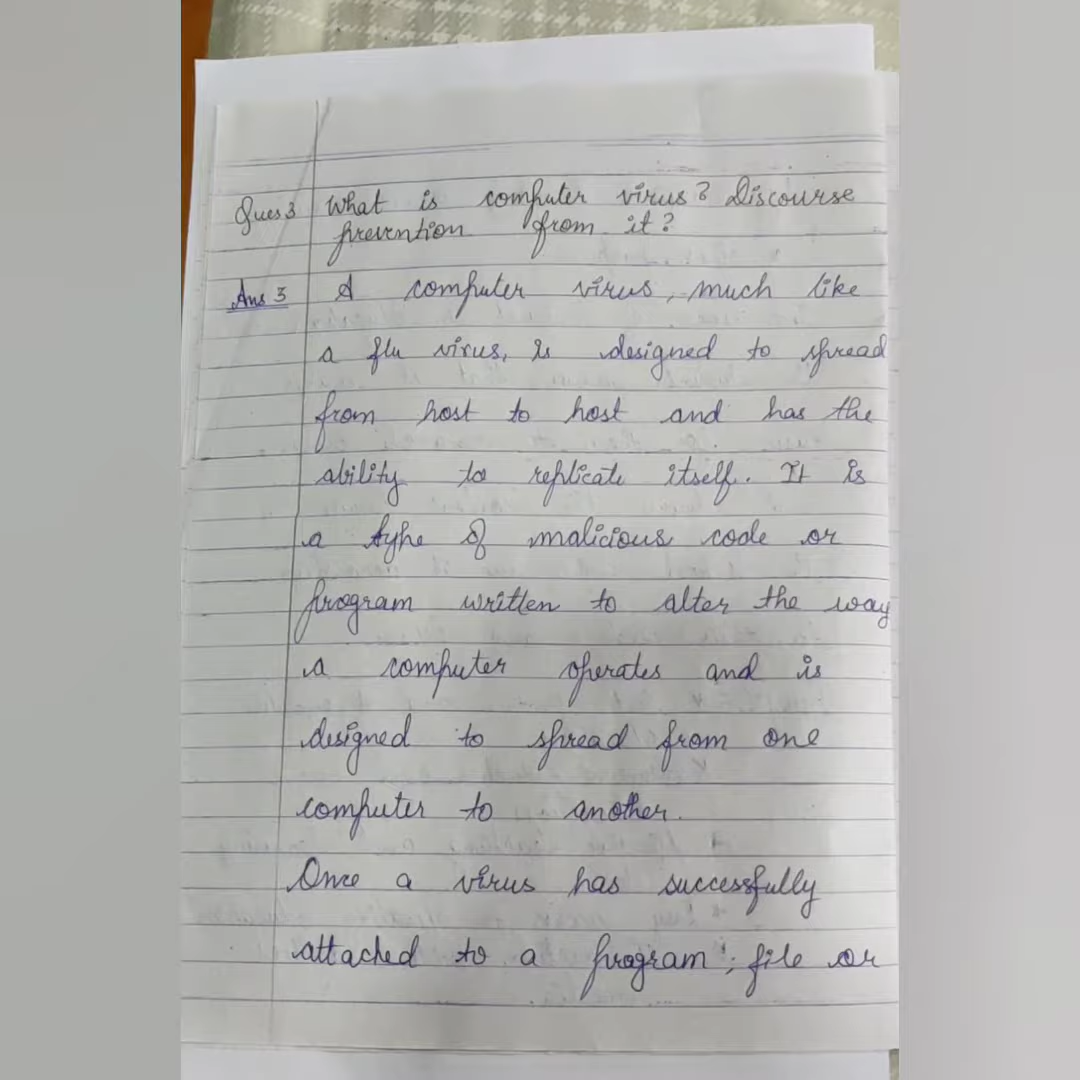 Ques 3 What is computer virus? Discourse
prevention from it?
Ans 3 A computer virus, much like
a flu virus, is designed to spread
from host to host and has the
ability to replicate itself. It is
a type of malicious code or
program written to alter the way
a computer operates and is
designed to spread from one
computer to another.
Once a virus has successfully
attached to a program, file or